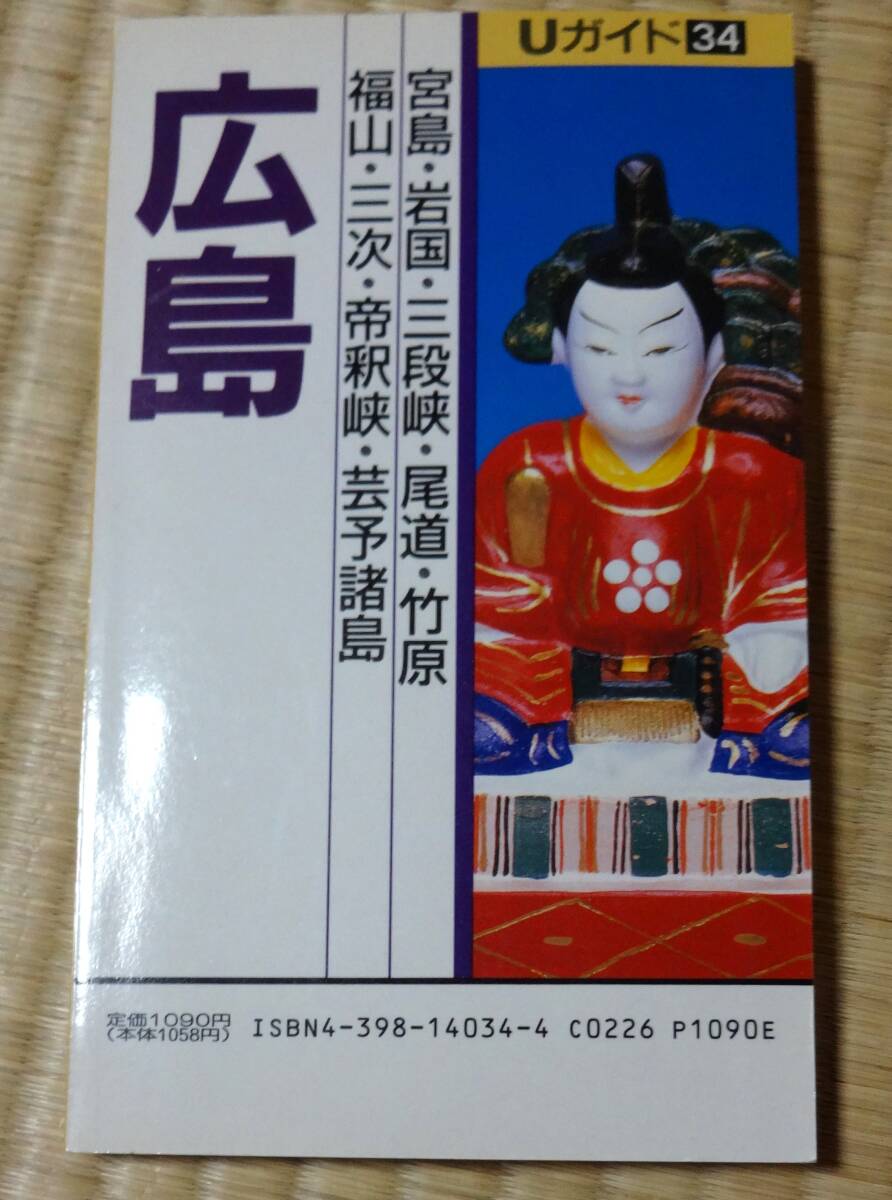 Uガイド34
宮島・岩国・三段峡・尾道・竹原
福山・三次・帝釈峡・芸予諸島
広島
定価1090円
(本体1058円)
ISBN4-398-14034-4 C0226 P1090E